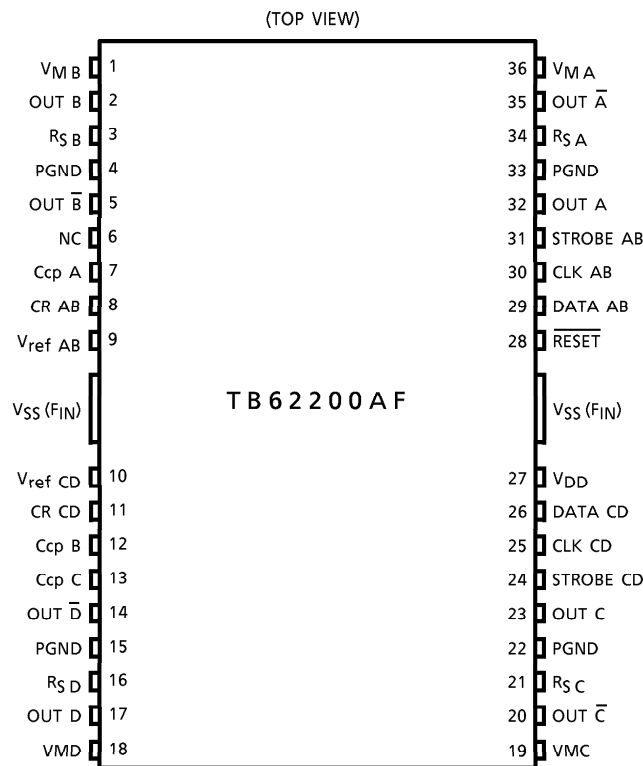 (TOP VIEW)
VM B 1 36 VM A
OUT B 2 35 OUT A̅
RS B 3 34 RS A
PGND 4 33 PGND
OUT B̅ 5 32 OUT A
NC 6 31 STROBE AB
Ccp A 7 30 CLK AB
CR AB 8 29 DATA AB
Vref AB 9 28 R̅E̅S̅E̅T̅
VSS (FIN) TB62200AF VSS (FIN)
Vref CD 10 27 VDD
CR CD 11 26 DATA CD
Ccp B 12 25 CLK CD
Ccp C 13 24 STROBE CD
OUT D̅ 14 23 OUT C
PGND 15 22 PGND
RS D 16 21 RS C
OUT D 17 20 OUT C̅
VMD 18 19 VMC